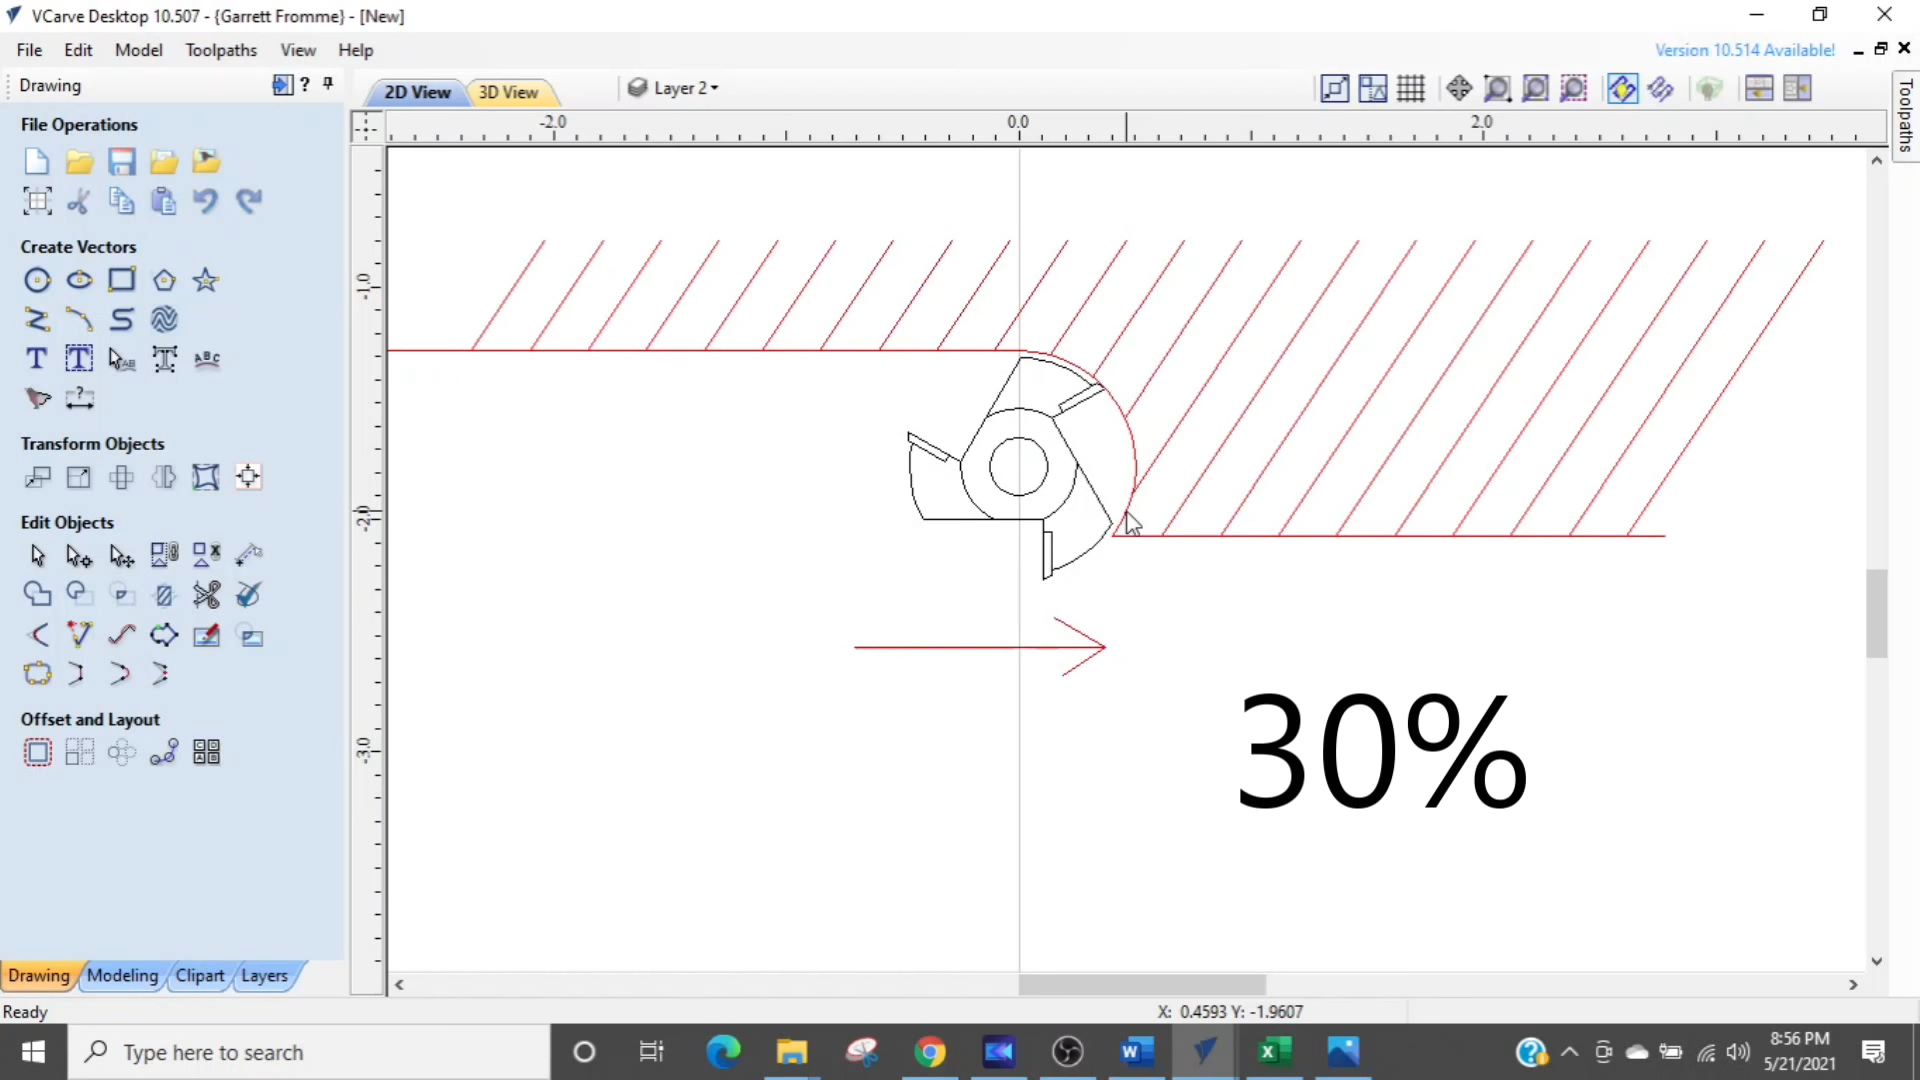 VCarve Desktop 10.507 - {Garrett Fromme} - [New]
File Edit Model Toolpaths View Help
Version 10.514 Available!
Drawing
?
2D View
3D View
Layer 2
Toolpaths
File Operations
-2.0
0.0
2.0
Create Vectors
-1.0
Transform Objects
Edit Objects
-2.0
Offset and Layout
-3.0
30%
Drawing
Modeling
Clipart
Layers
Ready
X: 0.4593 Y: -1.9607
Type here to search
8:56 PM
5/21/2021